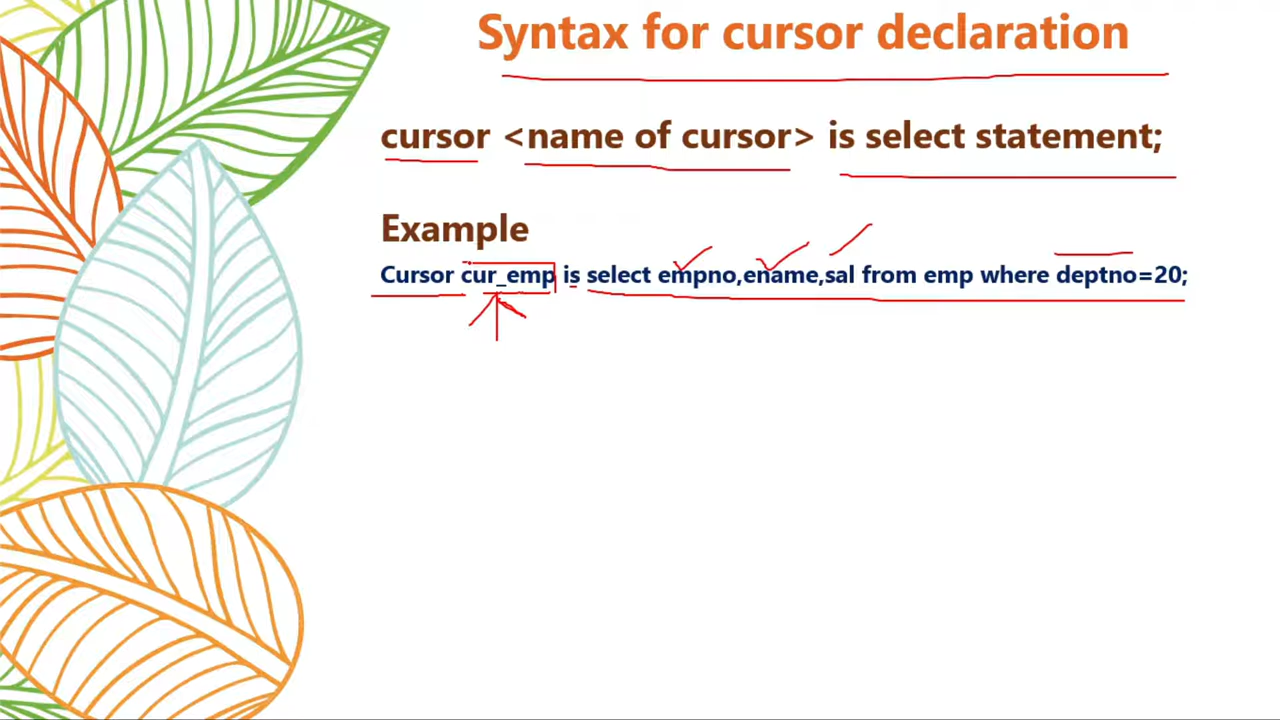 Syntax for cursor declaration
cursor <name of cursor> is select statement;
Example
Cursor cur_emp is select empno,ename,sal from emp where deptno=20;